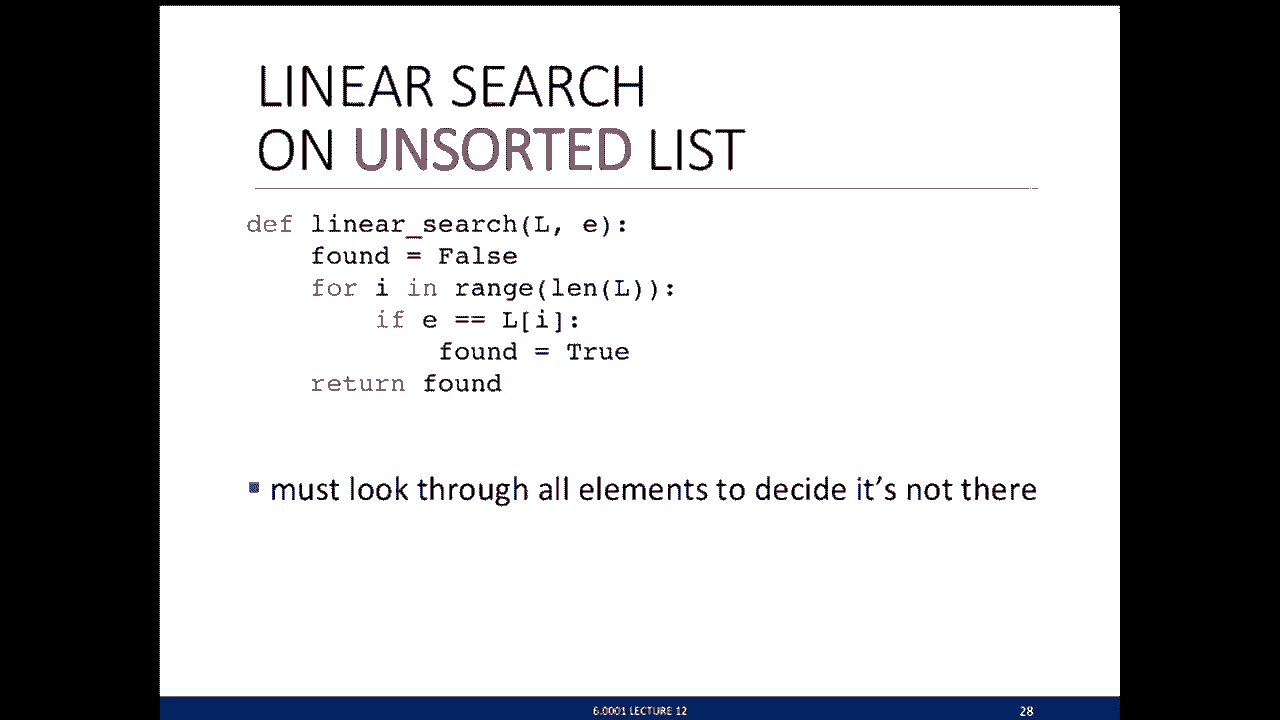 LINEAR SEARCH
ON UNSORTED LIST
def linear_search(L, e):
    found = False
    for i in range(len(L)):
        if e == L[i]:
            found = True
    return found
▪ must look through all elements to decide it's not there
6.0001 LECTURE 12
28